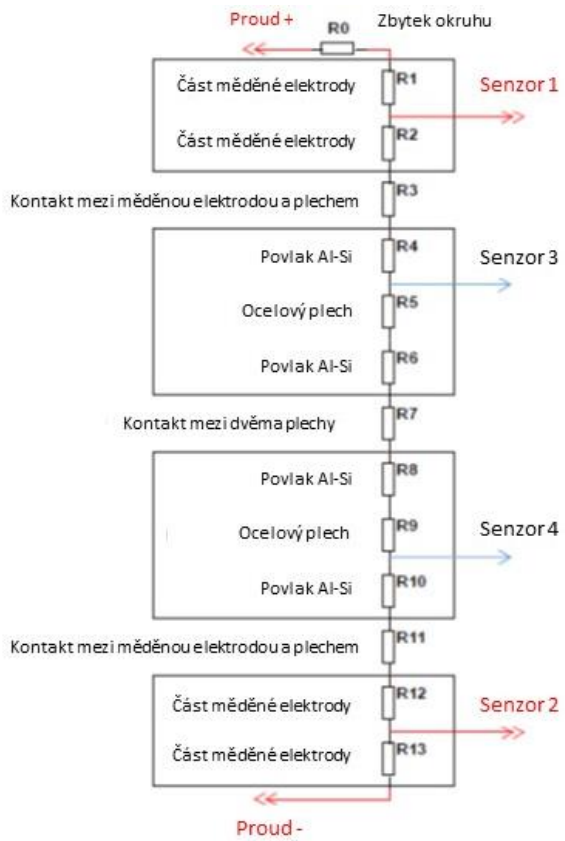 Proud +
R0
Zbytek okruhu
Část měděné elektrody
R1
Senzor 1
Část měděné elektrody
R2
Kontakt mezi měděnou elektrodou a plechem
R3
Povlak Al-Si
R4
Senzor 3
Ocelový plech
R5
Povlak Al-Si
R6
Kontakt mezi dvěma plechy
R7
Povlak Al-Si
R8
Ocelový plech
R9
Senzor 4
Povlak Al-Si
R10
Kontakt mezi měděnou elektrodou a plechem
R11
Část měděné elektrody
R12
Senzor 2
Část měděné elektrody
R13
Proud -